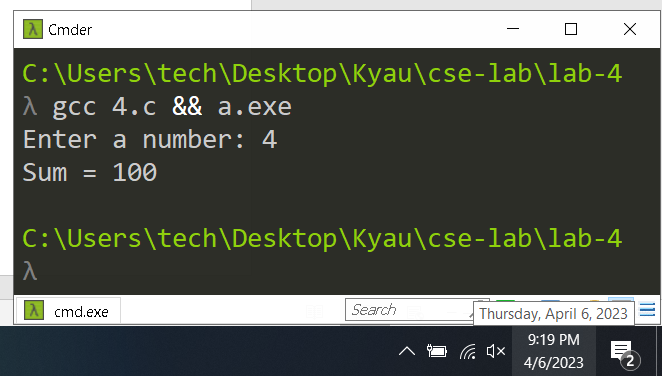 Cmder
C:\Users\tech\Desktop\Kyau\cse-lab\lab-4
λ gcc 4.c && a.exe
Enter a number: 4
Sum = 100
C:\Users\tech\Desktop\Kyau\cse-lab\lab-4
λ
cmd.exe
Search
Thursday, April 6, 2023
9:19 PM
4/6/2023
2